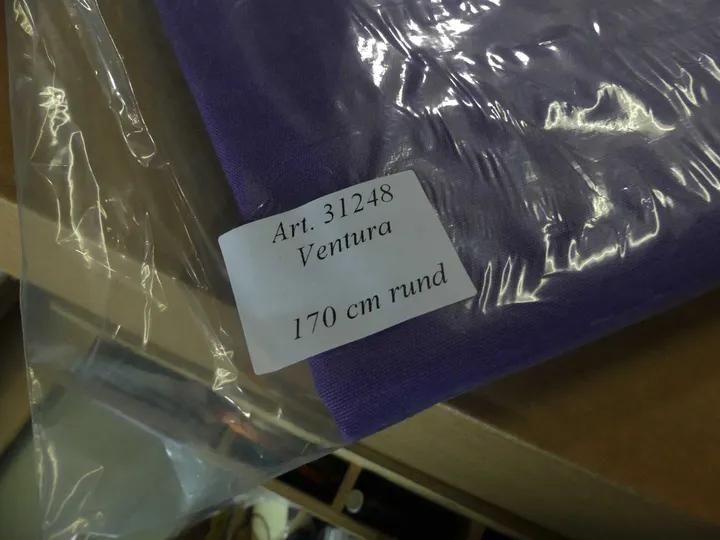 Art. 31248
Ventura
170 cm rund